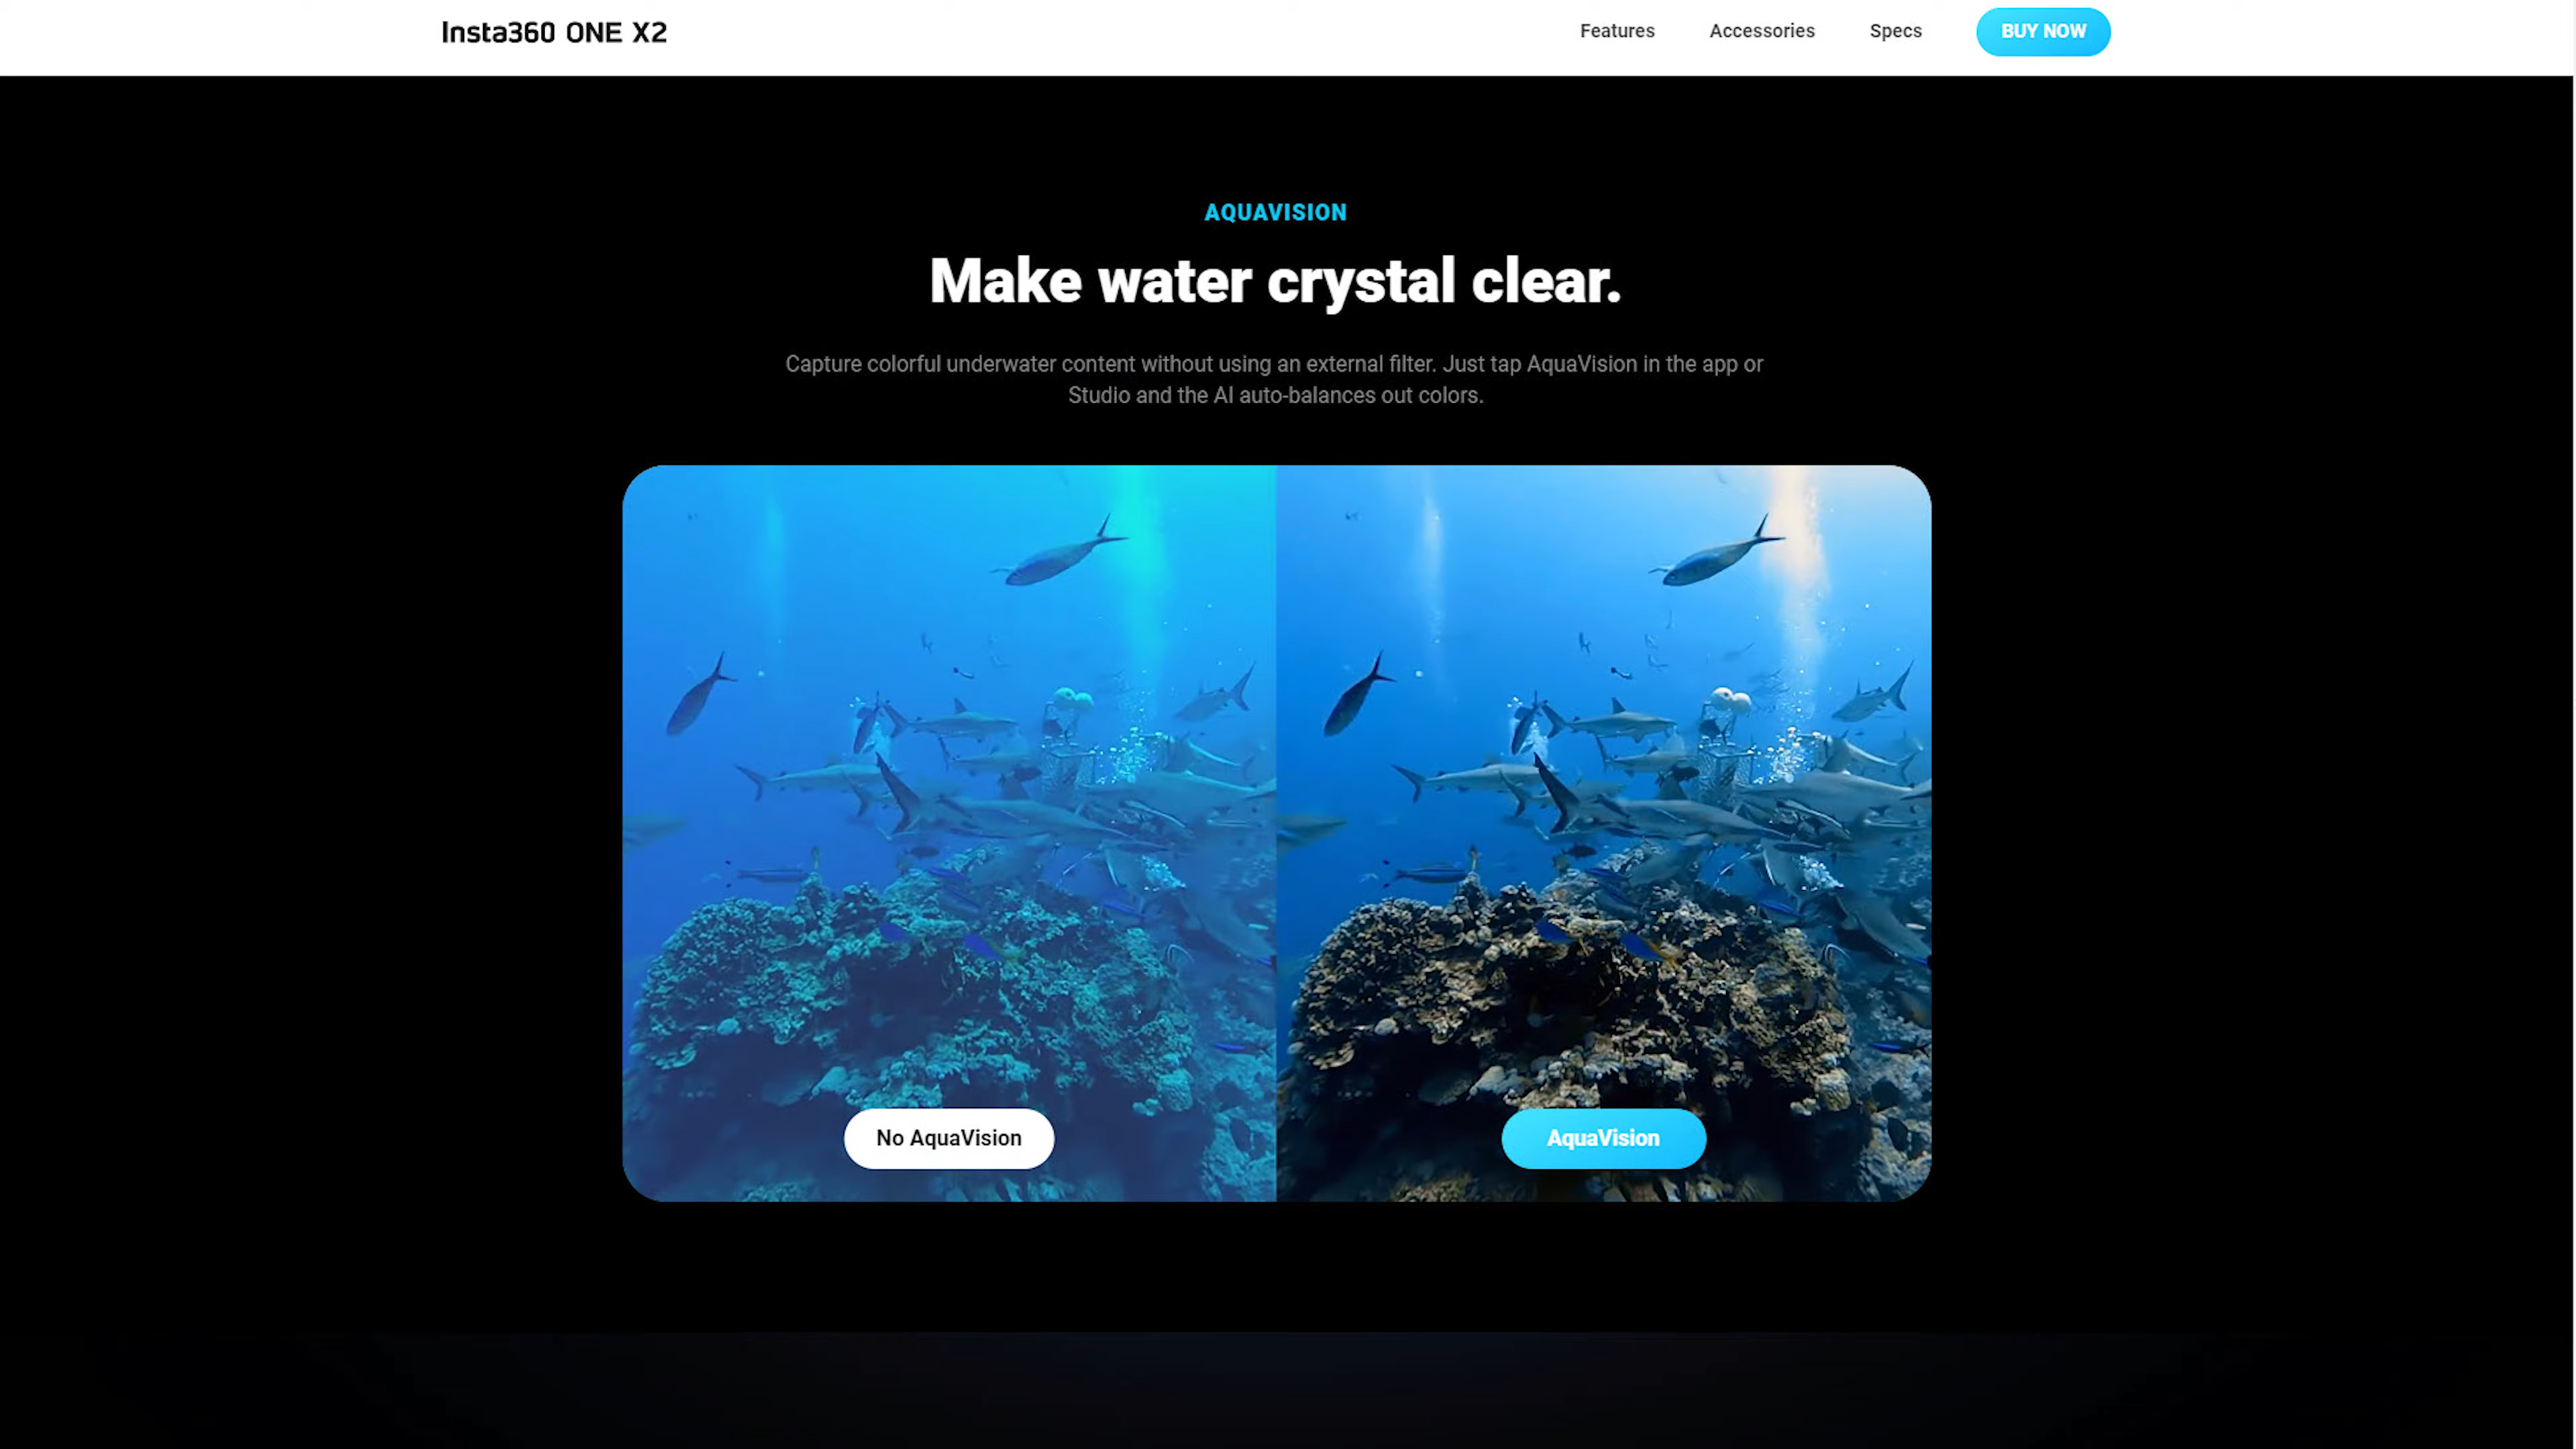 Insta360 ONE X2
Features
Accessories
Specs
BUY NOW
AQUAVISION
Make water crystal clear.
Capture colorful underwater content without using an external filter. Just tap AquaVision in the app or
Studio and the AI auto-balances out colors.
No AquaVision
AquaVision